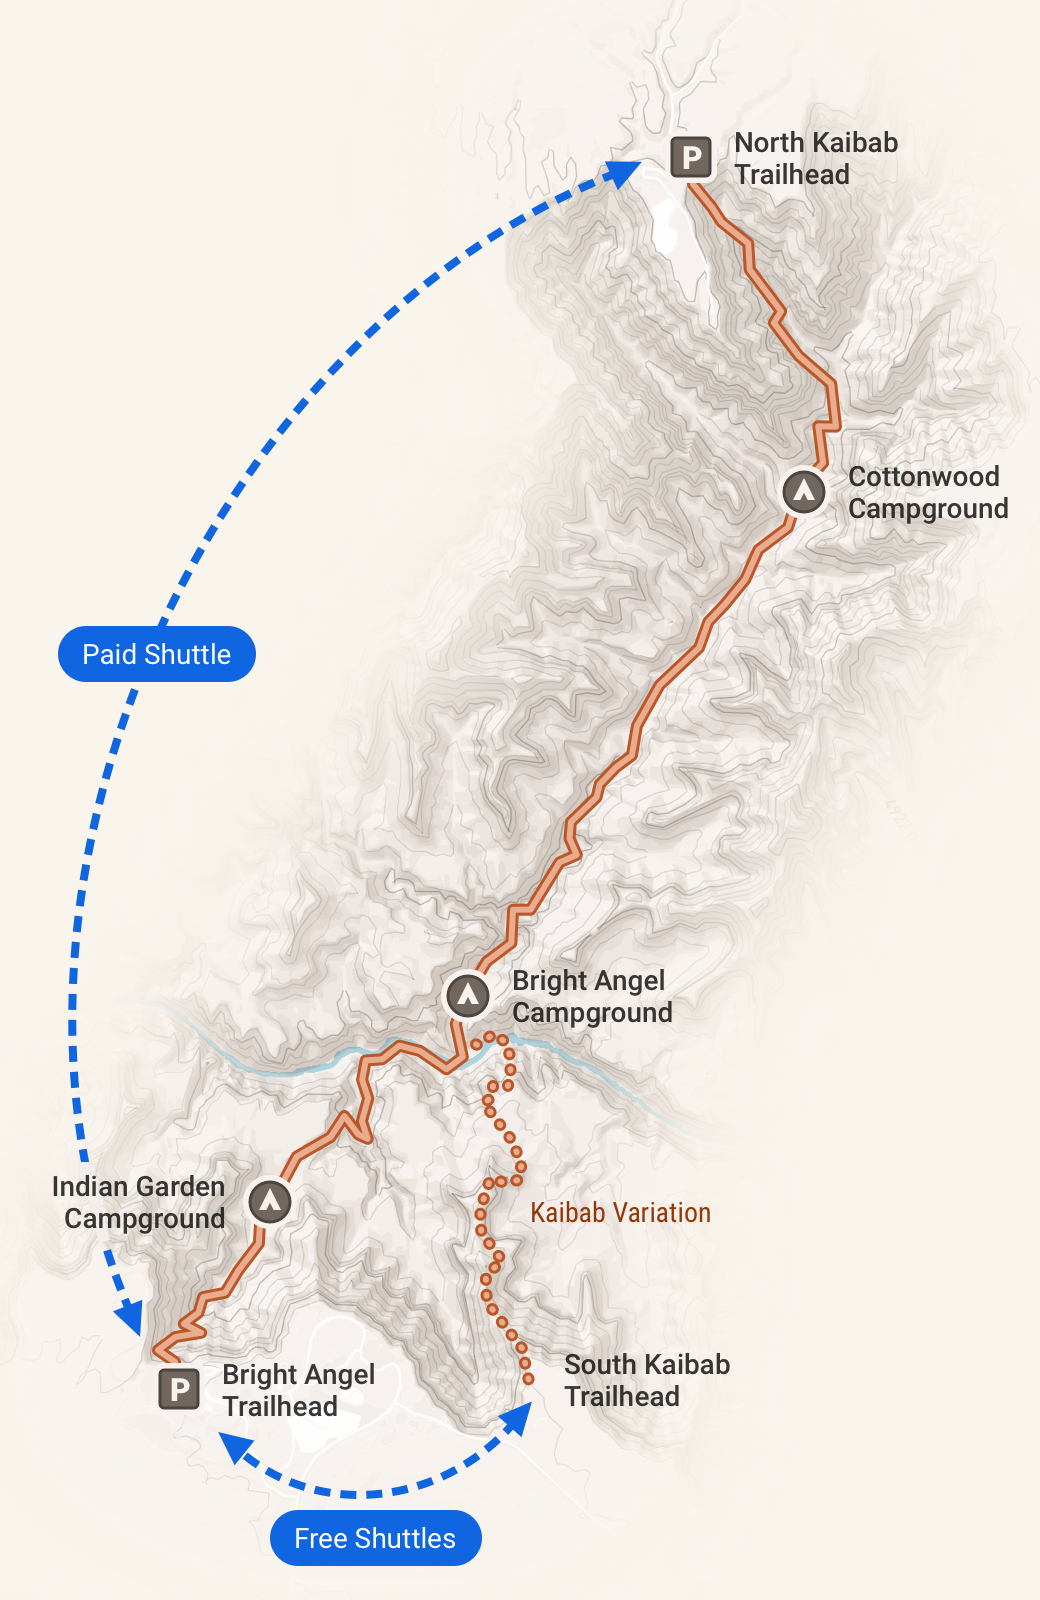 P
North Kaibab
Trailhead
Cottonwood
Campground
Paid Shuttle
Bright Angel
Campground
Indian Garden
Campground
Kaibab Variation
South Kaibab
Trailhead
P
Bright Angel
Trailhead
Free Shuttles